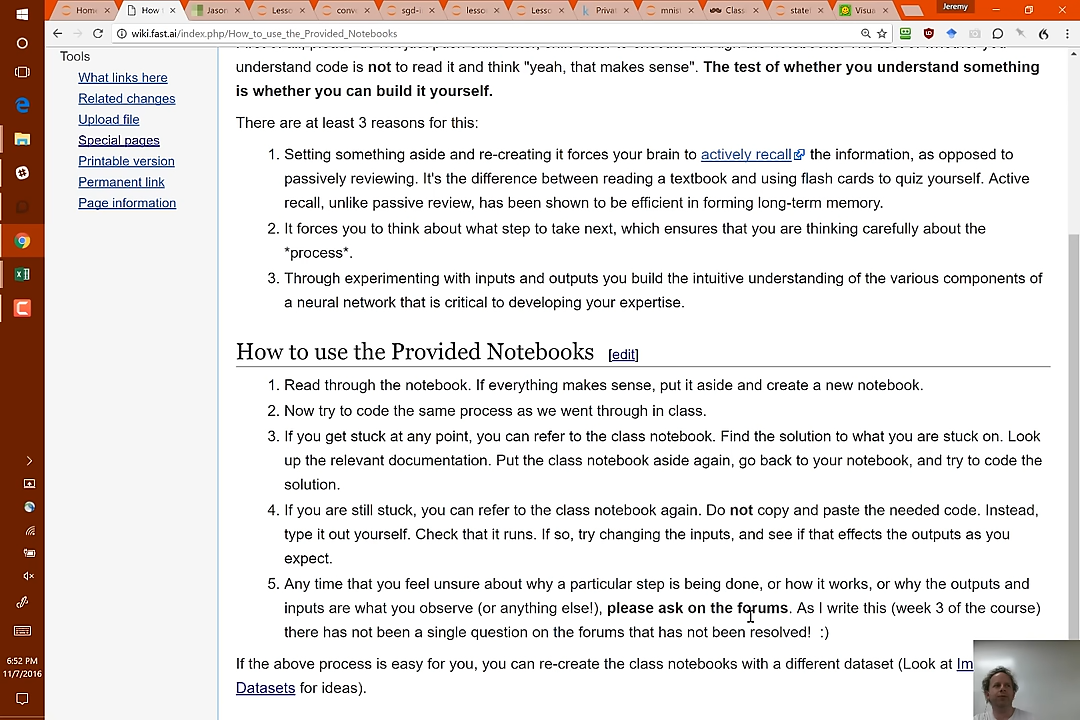 Home
How t
Jason
Lesso
conv
sgd-i
lesso
Lesso
Privat
mnis
Class
state
Visua
Jeremy
wiki.fast.ai/index.php/How_to_use_the_Provided_Notebooks
Tools
What links here
Related changes
Upload file
Special pages
Printable version
Permanent link
Page information
understand code is not to read it and think "yeah, that makes sense". The test of whether you understand something
is whether you can build it yourself.
There are at least 3 reasons for this:
1. Setting something aside and re-creating it forces your brain to actively recall the information, as opposed to
passively reviewing. It's the difference between reading a textbook and using flash cards to quiz yourself. Active
recall, unlike passive review, has been shown to be efficient in forming long-term memory.
2. It forces you to think about what step to take next, which ensures that you are thinking carefully about the
*process*.
3. Through experimenting with inputs and outputs you build the intuitive understanding of the various components of
a neural network that is critical to developing your expertise.
How to use the Provided Notebooks [edit]
1. Read through the notebook. If everything makes sense, put it aside and create a new notebook.
2. Now try to code the same process as we went through in class.
3. If you get stuck at any point, you can refer to the class notebook. Find the solution to what you are stuck on. Look
up the relevant documentation. Put the class notebook aside again, go back to your notebook, and try to code the
solution.
4. If you are still stuck, you can refer to the class notebook again. Do not copy and paste the needed code. Instead,
type it out yourself. Check that it runs. If so, try changing the inputs, and see if that effects the outputs as you
expect.
5. Any time that you feel unsure about why a particular step is being done, or how it works, or why the outputs and
inputs are what you observe (or anything else!), please ask on the forums. As I write this (week 3 of the course)
there has not been a single question on the forums that has not been resolved! :)
If the above process is easy for you, you can re-create the class notebooks with a different dataset (Look at Im
Datasets for ideas).
6:52 PM
11/7/2016